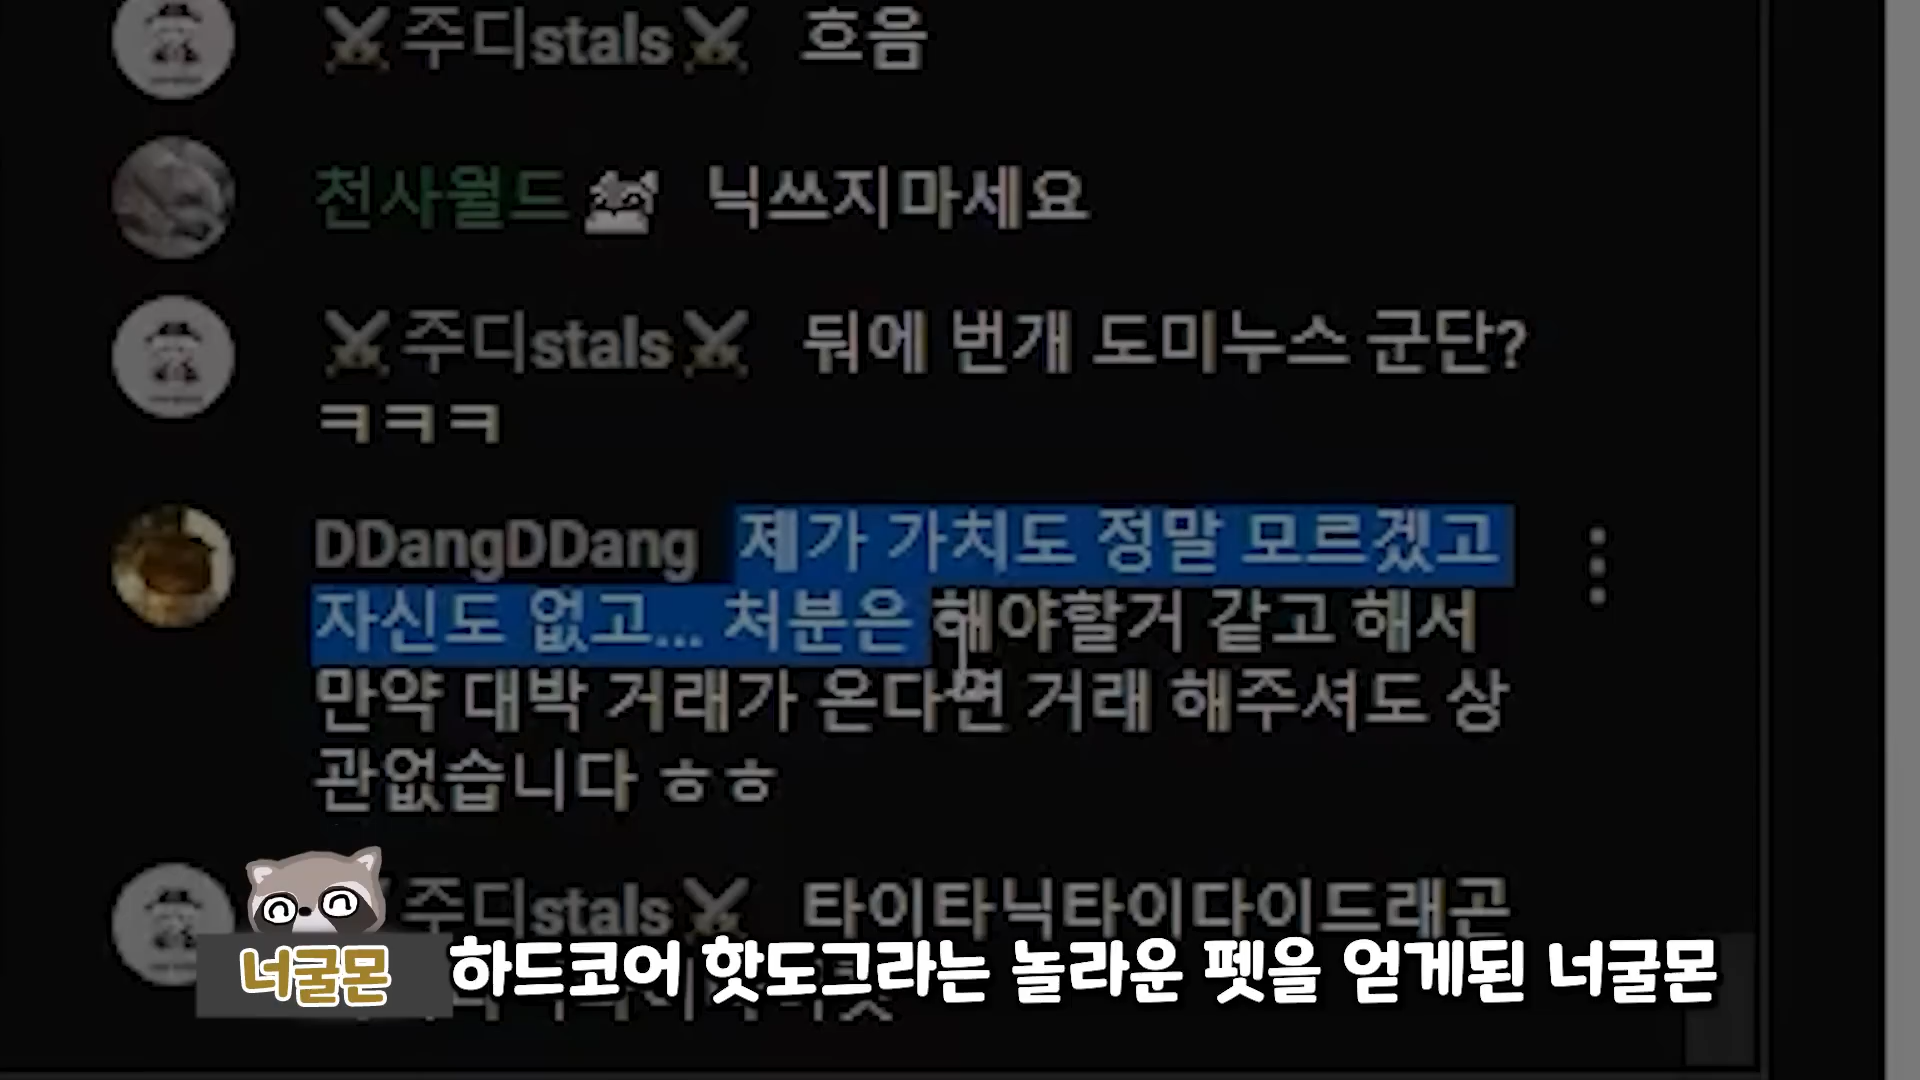 주디stals 흐음
천사월드 닉쓰지마세요
주디stals 뒤에 번개 도미누스 군단?
ㅋㅋㅋ
DDangDDang 제가 가치도 정말 모르겠고
자신도 없고... 처분은 해야할거 같고 해서
만약 대박 거래가 온다면 거래 해주셔도 상
관없습니다 ㅎㅎ
주디stals 타이타닉타이다이드래곤
너굴몬 하드코어 핫도그라는 놀라운 펫을 얻게된 너굴몬